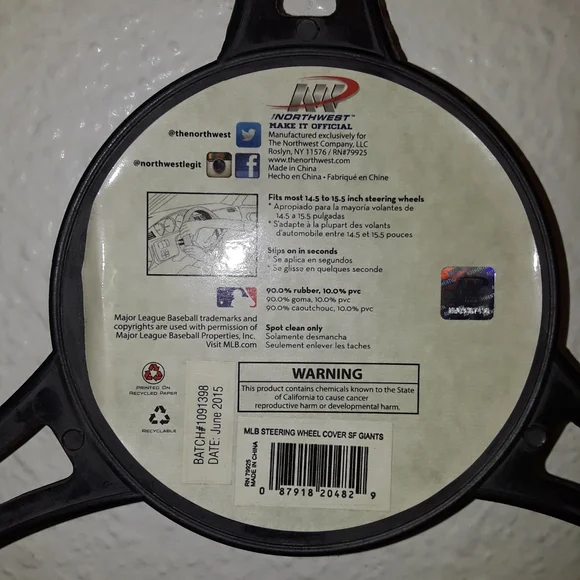 THE NORTHWEST™
MAKE IT OFFICIAL
Manufactured exclusively for
The Northwest Company, LLC
Roslyn, NY 11576 / RN#79925
www.thenorthwest.com
Made in China
Hecho en China • Fabriqué en Chine
@thenorthwest
@northwestlegit
Fits most 14.5 to 15.5 inch steering wheels
* Apropiado para la mayoría volantes de
14.5 a 15.5 pulgadas
* S'adapte à la plupart des volants
d'automobile entre 14.5 et 15.5 pouces
Slips on in seconds
* Se aplica en segundos
* Se glisse en quelques seconde
90.0% rubber, 10.0% pvc
90.0% goma, 10.0% pvc
90.0% caoutchouc, 10.0% pvc
Major League Baseball trademarks and
copyrights are used with permission of
Major League Baseball Properties, Inc.
Visit MLB.com
Spot clean only
Solamente desmancha
Seulement enlever les taches
PRINTED ON
RECYCLED PAPER
RECYCLABLE
BATCH#1091398
DATE: June 2015
WARNING
This product contains chemicals known to the State
of California to cause cancer
reproductive harm or developmental harm.
MLB STEERING WHEEL COVER SF GIANTS
RN 79925
MADE IN CHINA
0 87918 20482 9